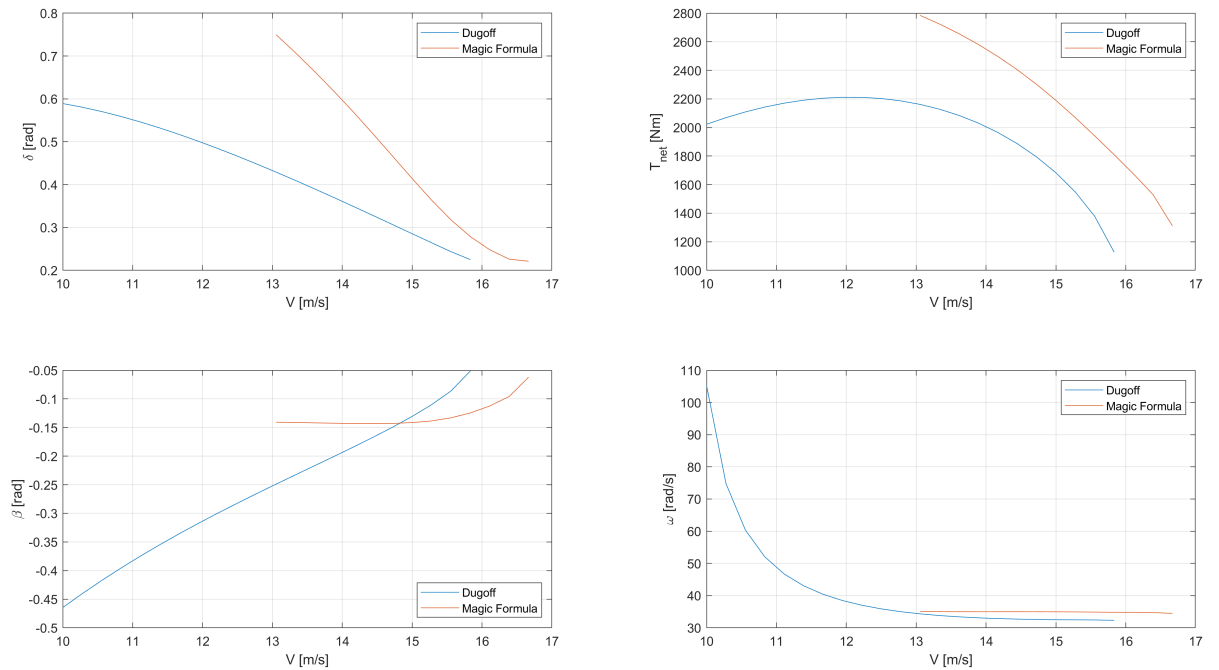 0.8
0.7
0.6
0.5
0.4
0.3
0.2
δ [rad]
10 11 12 13 14 15 16 17
V [m/s]
Dugoff
Magic Formula
2800
2600
2400
2200
2000
1800
1600
1400
1200
1000
T_net [Nm]
10 11 12 13 14 15 16 17
V [m/s]
Dugoff
Magic Formula
-0.05
-0.1
-0.15
-0.2
-0.25
-0.3
-0.35
-0.4
-0.45
-0.5
β [rad]
10 11 12 13 14 15 16 17
V [m/s]
Dugoff
Magic Formula
110
100
90
80
70
60
50
40
30
ω [rad/s]
10 11 12 13 14 15 16 17
V [m/s]
Dugoff
Magic Formula